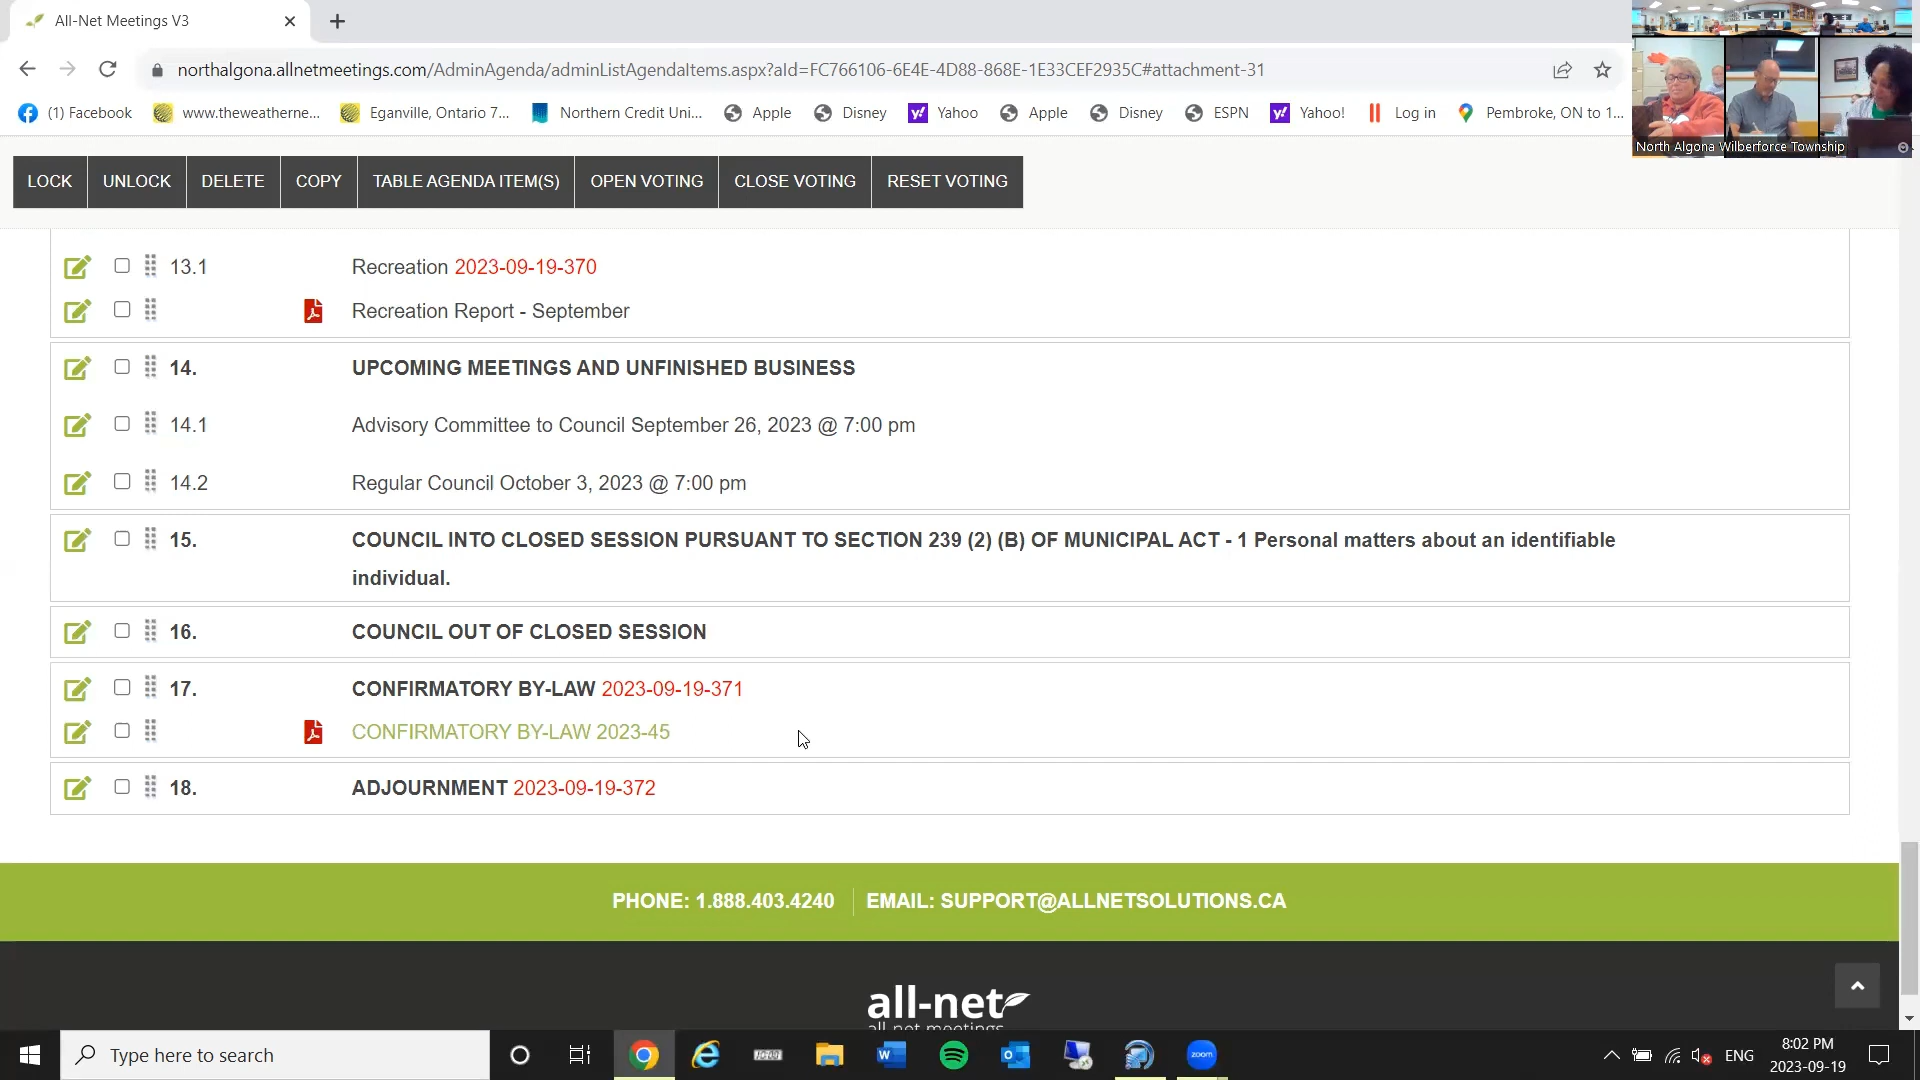 All-Net Meetings V3
northalgona.allnetmeetings.com/AdminAgenda/adminListAgendaItems.aspx?aId=FC766106-6E4E-4D88-868E-1E33CEF2935C#attachment-31
(1) Facebook www.theweatherne... Eganville, Ontario 7... Northern Credit Uni... Apple Disney Yahoo Apple Disney ESPN Yahoo! Log in Pembroke, ON to 1...
North Algona Wilberforce Township
LOCK UNLOCK DELETE COPY TABLE AGENDA ITEM(S) OPEN VOTING CLOSE VOTING RESET VOTING
13.1 Recreation 2023-09-19-370
Recreation Report - September
14. UPCOMING MEETINGS AND UNFINISHED BUSINESS
14.1 Advisory Committee to Council September 26, 2023 @ 7:00 pm
14.2 Regular Council October 3, 2023 @ 7:00 pm
15. COUNCIL INTO CLOSED SESSION PURSUANT TO SECTION 239 (2) (B) OF MUNICIPAL ACT - 1 Personal matters about an identifiable
individual.
16. COUNCIL OUT OF CLOSED SESSION
17. CONFIRMATORY BY-LAW 2023-09-19-371
CONFIRMATORY BY-LAW 2023-45
18. ADJOURNMENT 2023-09-19-372
PHONE: 1.888.403.4240 EMAIL: SUPPORT@ALLNETSOLUTIONS.CA
all-net
all-net meetings
Type here to search
zoom
ENG
8:02 PM
2023-09-19